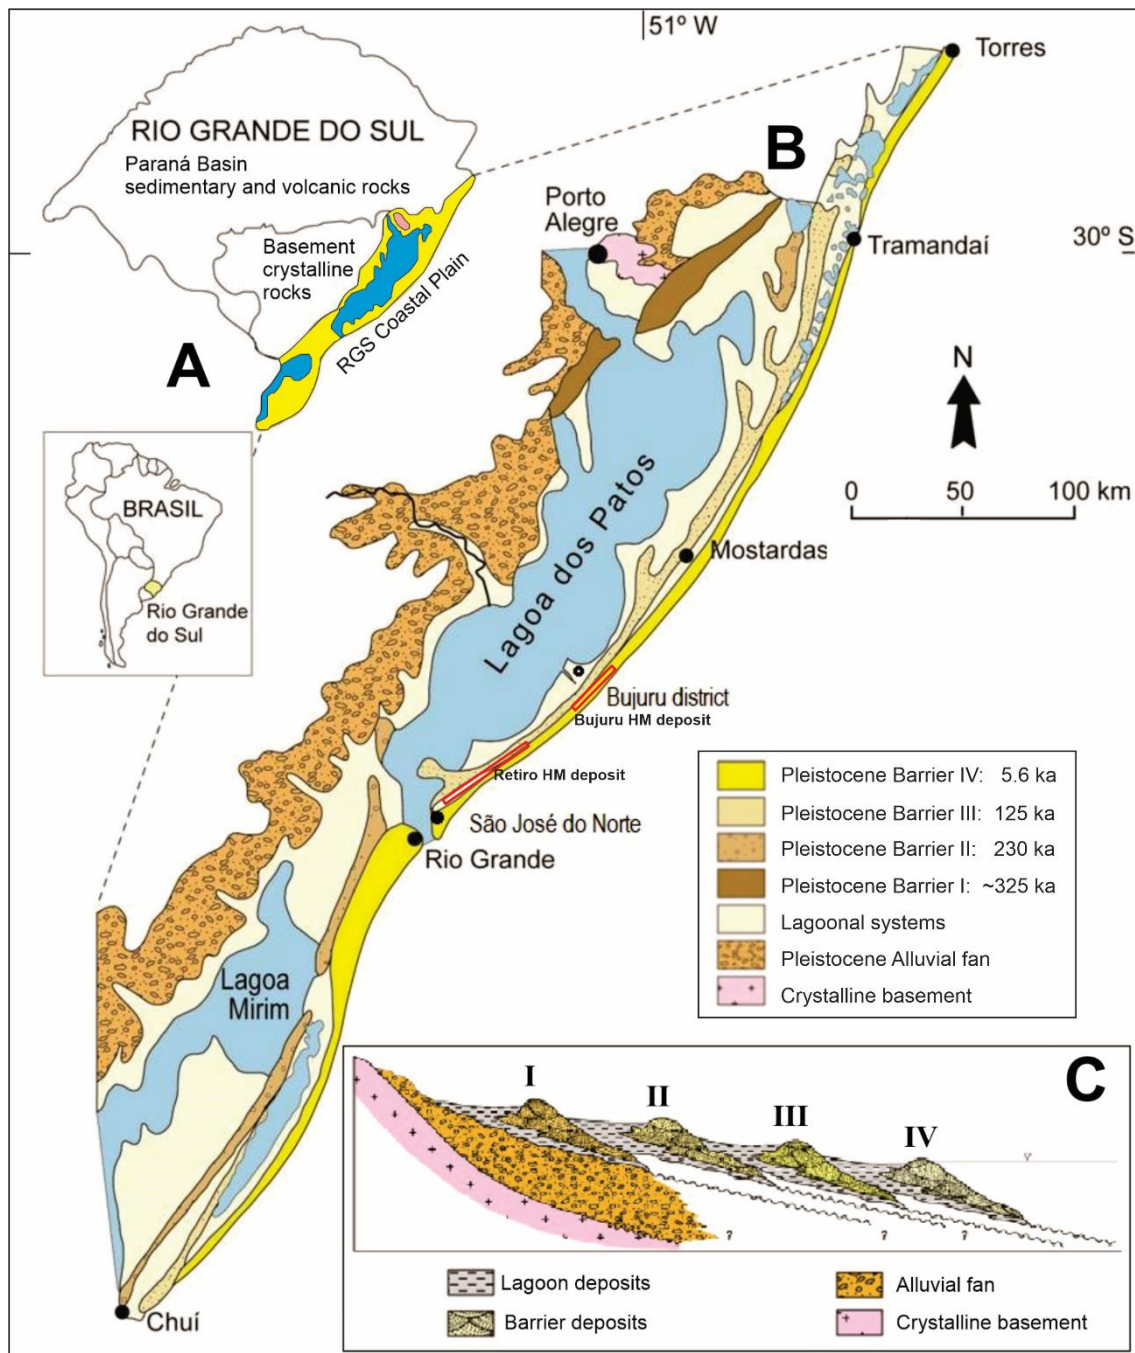 51º W
Torres
RIO GRANDE DO SUL
Paraná Basin
sedimentary and volcanic rocks
B
Porto
Alegre
Tramandaí
30º S
Basement
crystalline
rocks
RGS Coastal Plain
A
N
0 50 100 km
BRASIL
Rio Grande
do Sul
Lagoa dos Patos
Mostardas
Bujuru district
Bujuru HM deposit
Retiro HM deposit
São José do Norte
Rio Grande
Lagoa
Mirim
Chuí
Pleistocene Barrier IV: 5.6 ka
Pleistocene Barrier III: 125 ka
Pleistocene Barrier II: 230 ka
Pleistocene Barrier I: ~325 ka
Lagoonal systems
Pleistocene Alluvial fan
Crystalline basement
C
I
II
III
IV
? ? ?
Lagoon deposits
Barrier deposits
Alluvial fan
Crystalline basement